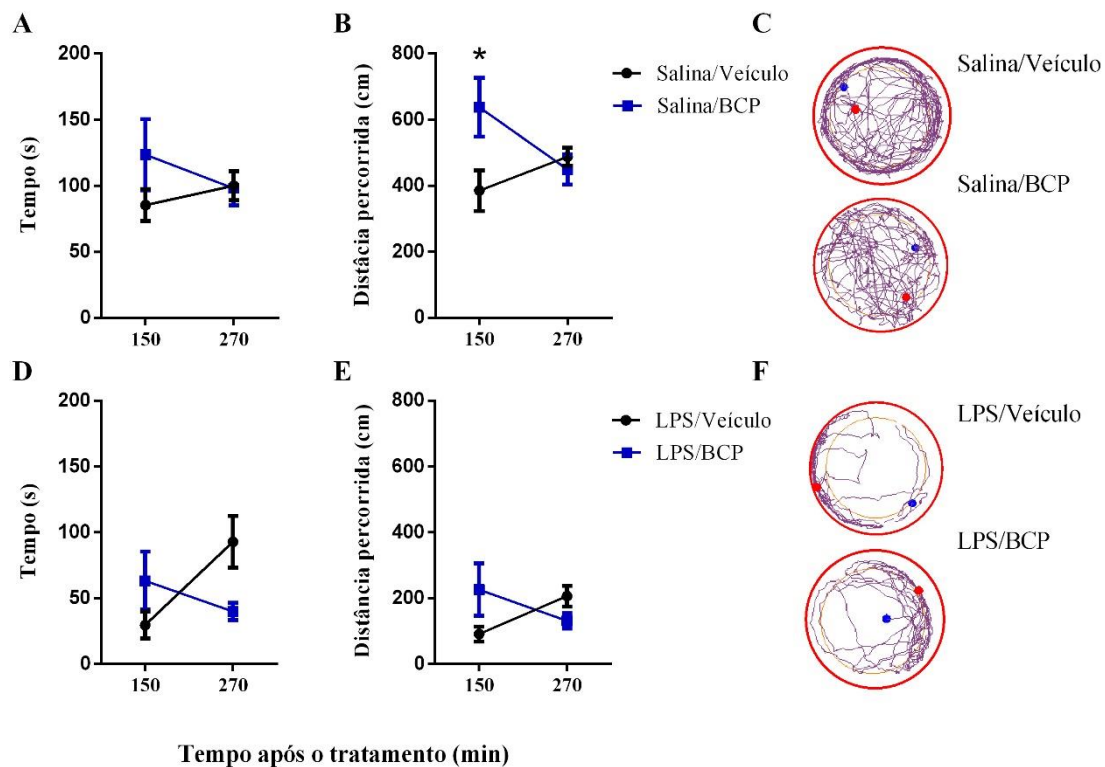 A
B
C
200
150
100
50
0
Tempo (s)
150
270
800
600
400
200
0
Distâcia percorrida (cm)
*
150
270
Salina/Veículo
Salina/BCP
Salina/Veículo
Salina/BCP
D
E
F
200
150
100
50
0
Tempo (s)
150
270
800
600
400
200
0
Distância percorrida (cm)
150
270
LPS/Veículo
LPS/BCP
LPS/Veículo
LPS/BCP
Tempo após o tratamento (min)